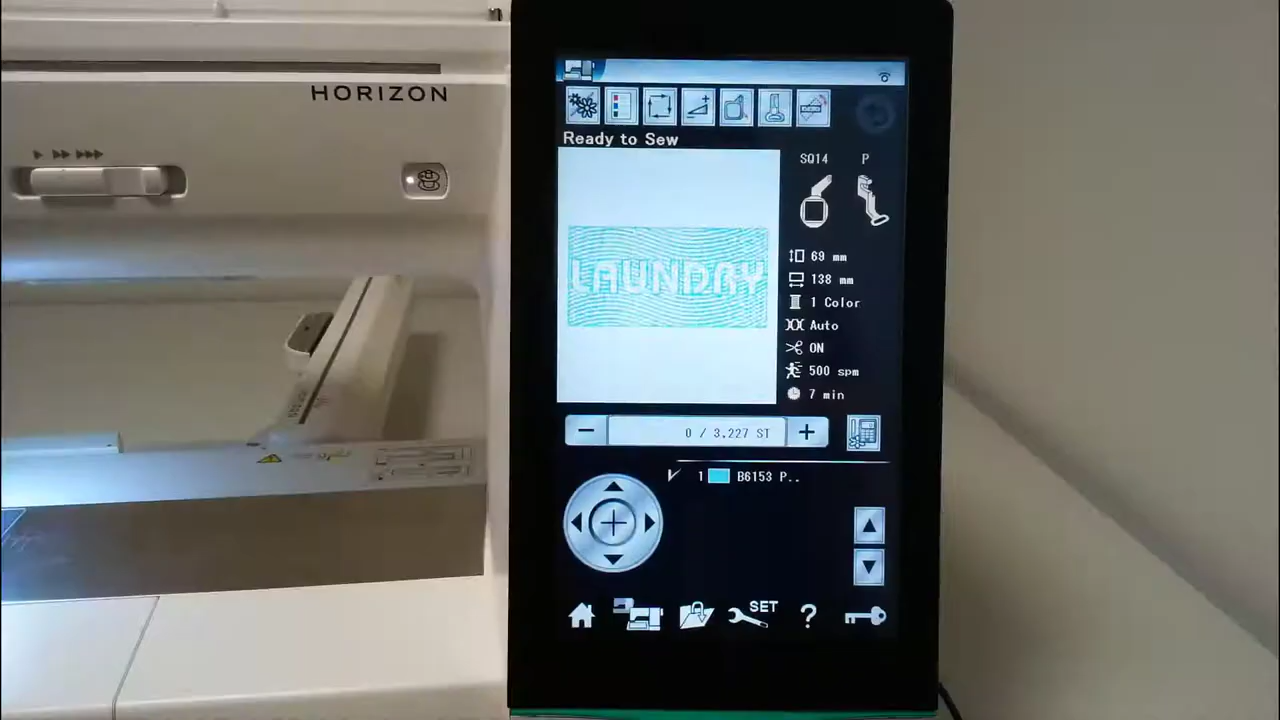 HORIZON
Ready to Sew
SQ14 P
LAUNDRY
69 mm
138 mm
1 Color
Auto
ON
500 spm
7 min
0 / 3.227 ST
1 B6153 P..
SET
?